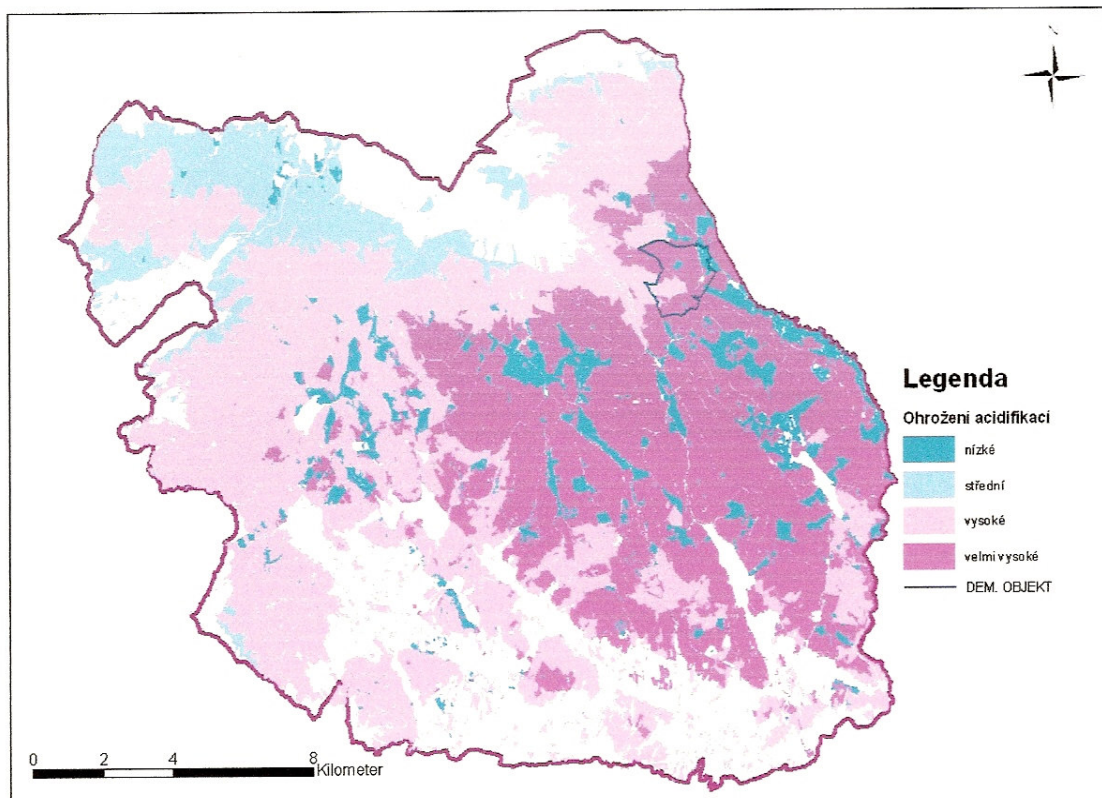 Legenda
Ohrožení acidifikací
nízké
střední
vysoké
velmi vysoké
DEM. OBJEKT
0 2 4 8
Kilometer